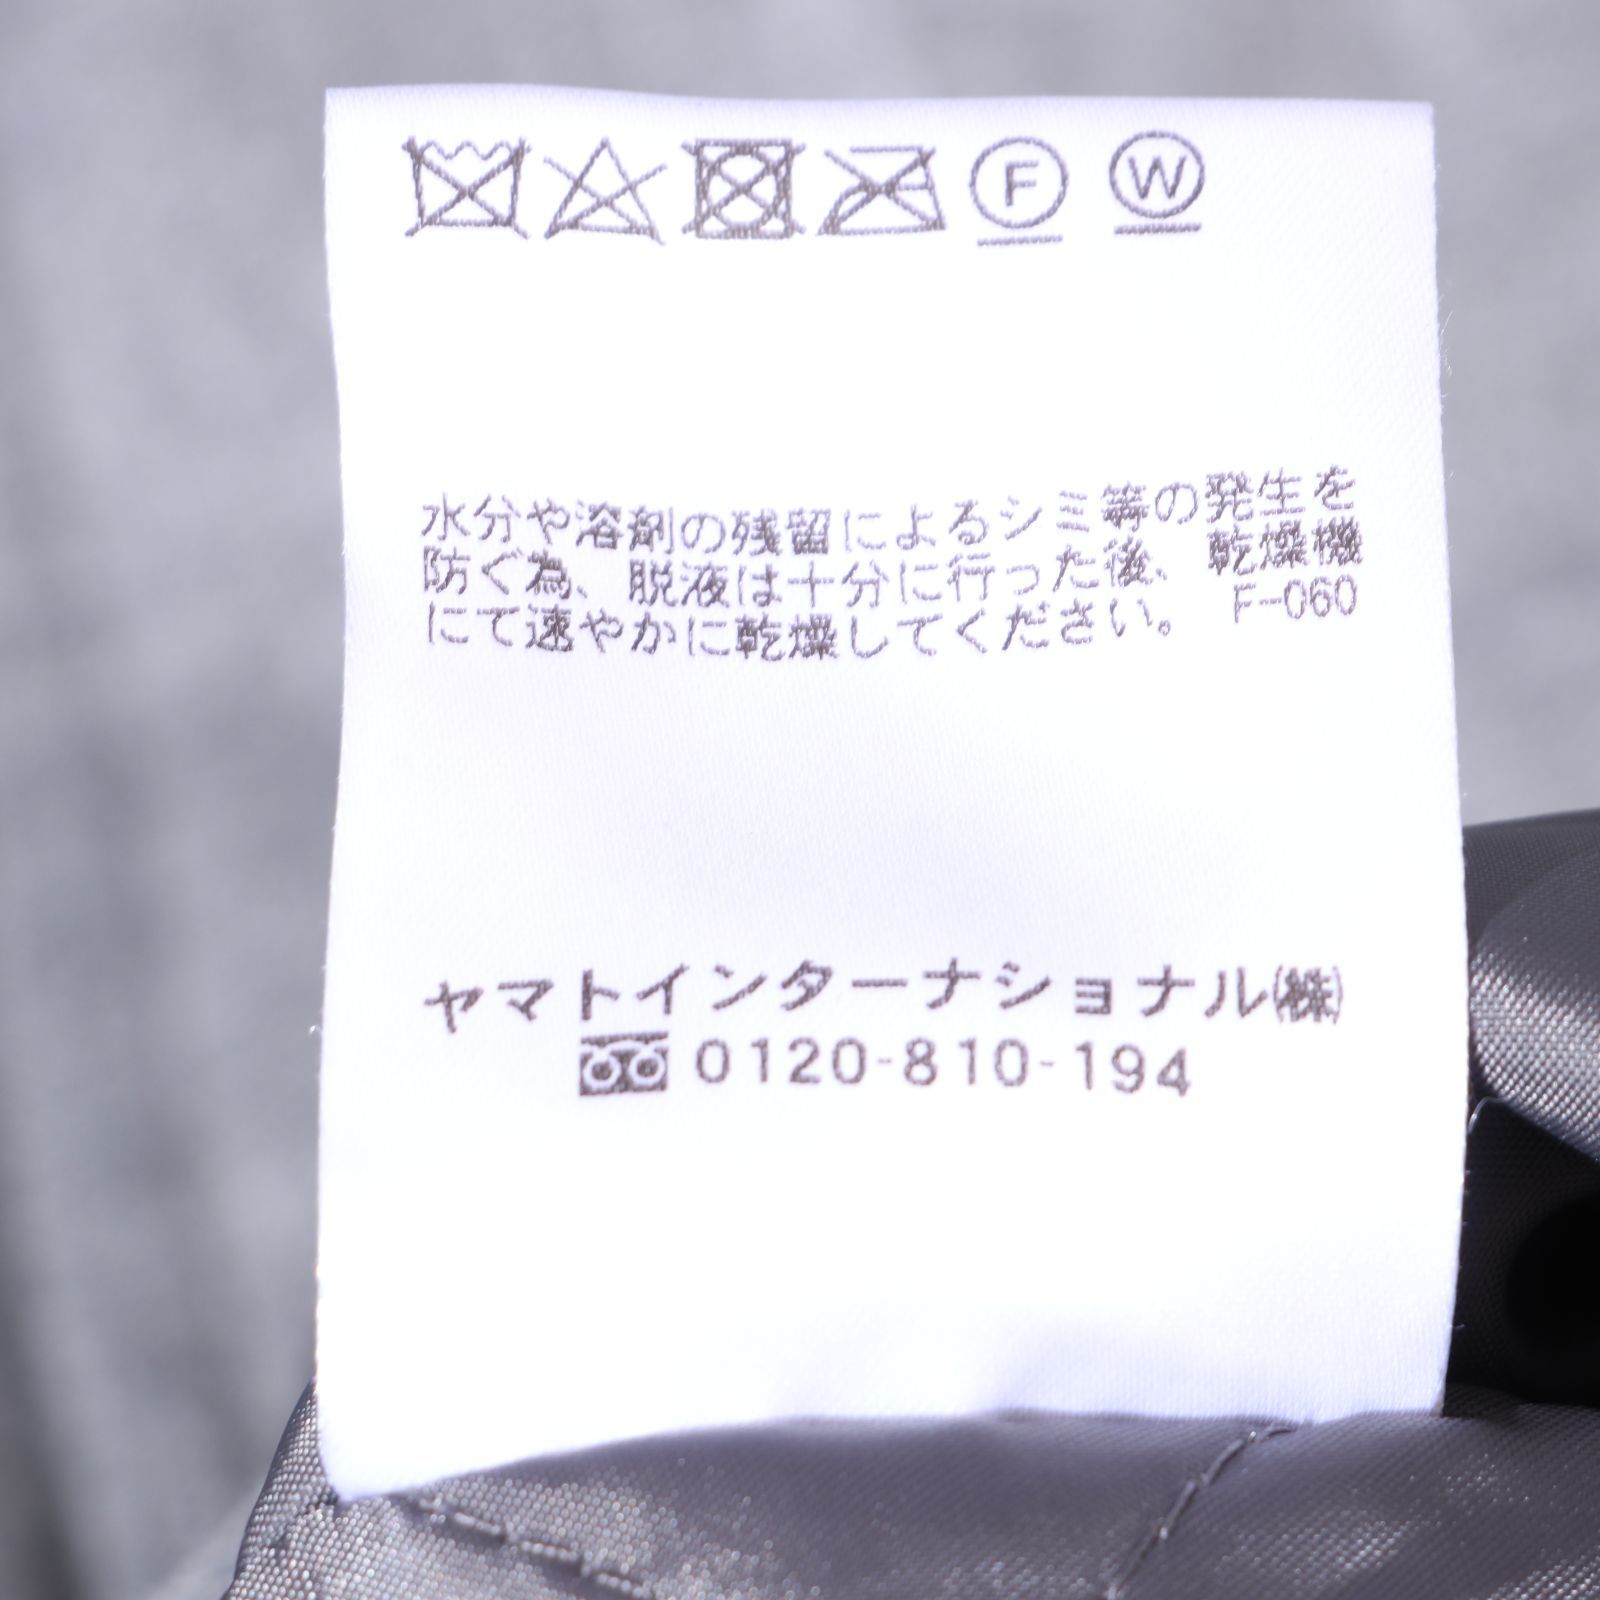 F W
水分や溶剤の残留によるシミ等の発生を
防ぐ為、脱液は十分に行った後、乾燥機
にて速やかに乾燥してください。 F-060
ヤマトインターナショナル㈱
0120-810-194